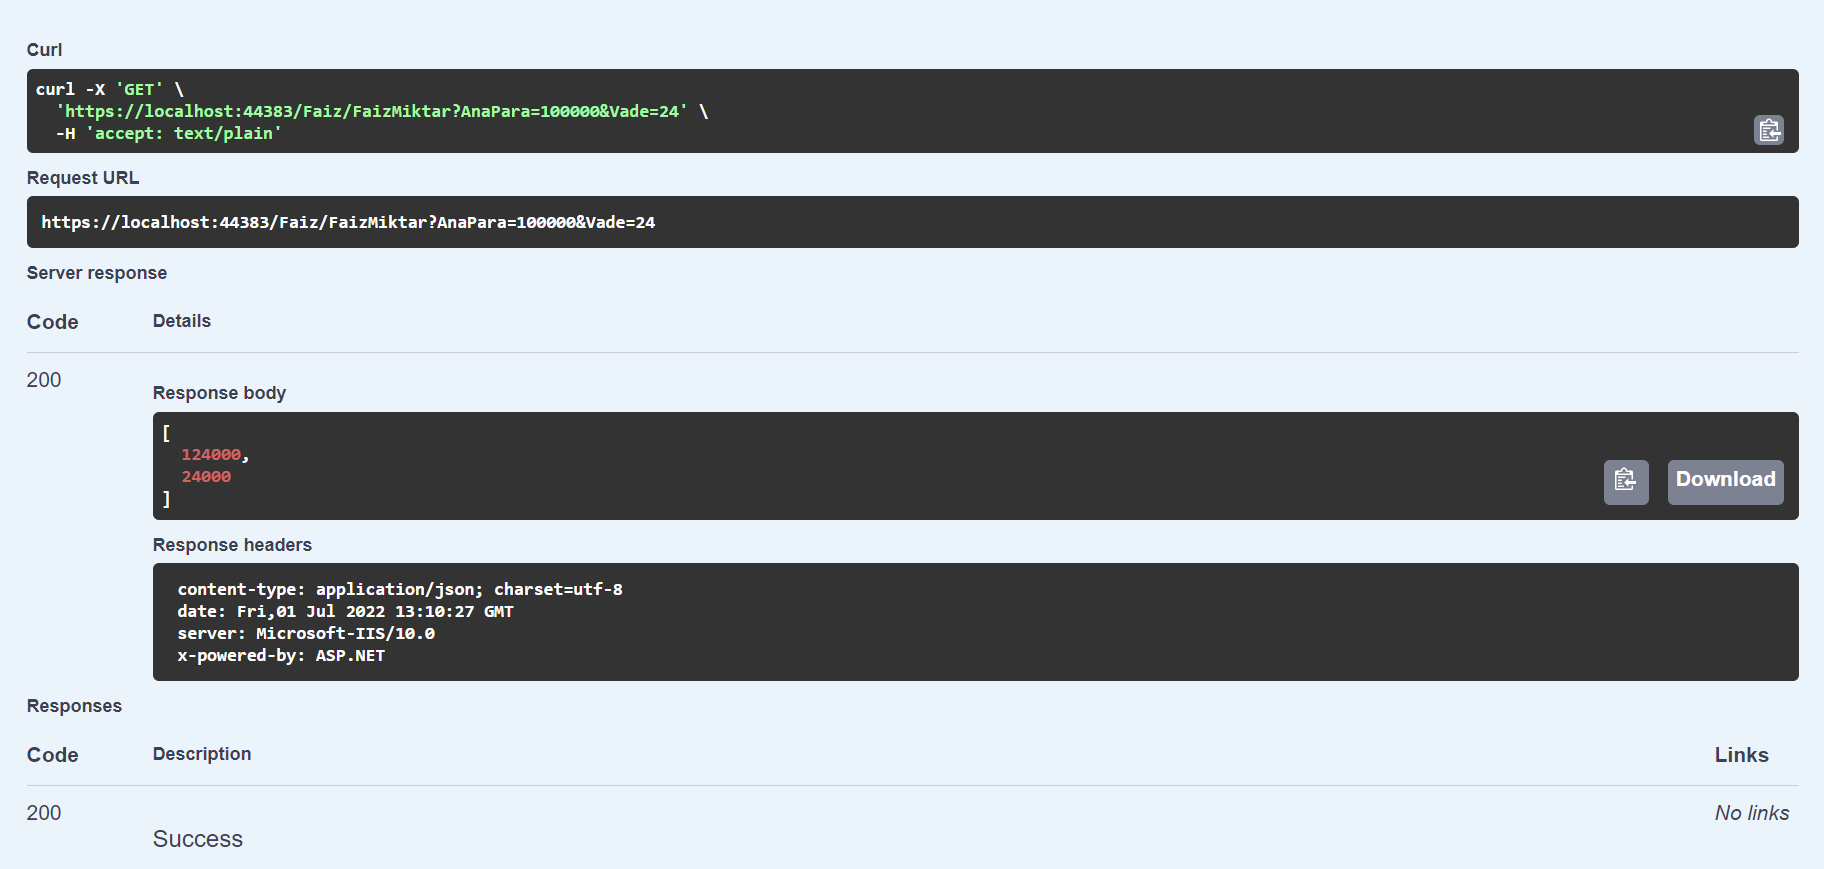 Curl
curl -X 'GET' \
  'https://localhost:44383/Faiz/FaizMiktar?AnaPara=100000&Vade=24' \
  -H 'accept: text/plain'
Request URL
https://localhost:44383/Faiz/FaizMiktar?AnaPara=100000&Vade=24
Server response
Code Details
200
Response body
[
  124000,
  24000
]
Download
Response headers
content-type: application/json; charset=utf-8
date: Fri,01 Jul 2022 13:10:27 GMT
server: Microsoft-IIS/10.0
x-powered-by: ASP.NET
Responses
Code Description Links
200 No links
Success